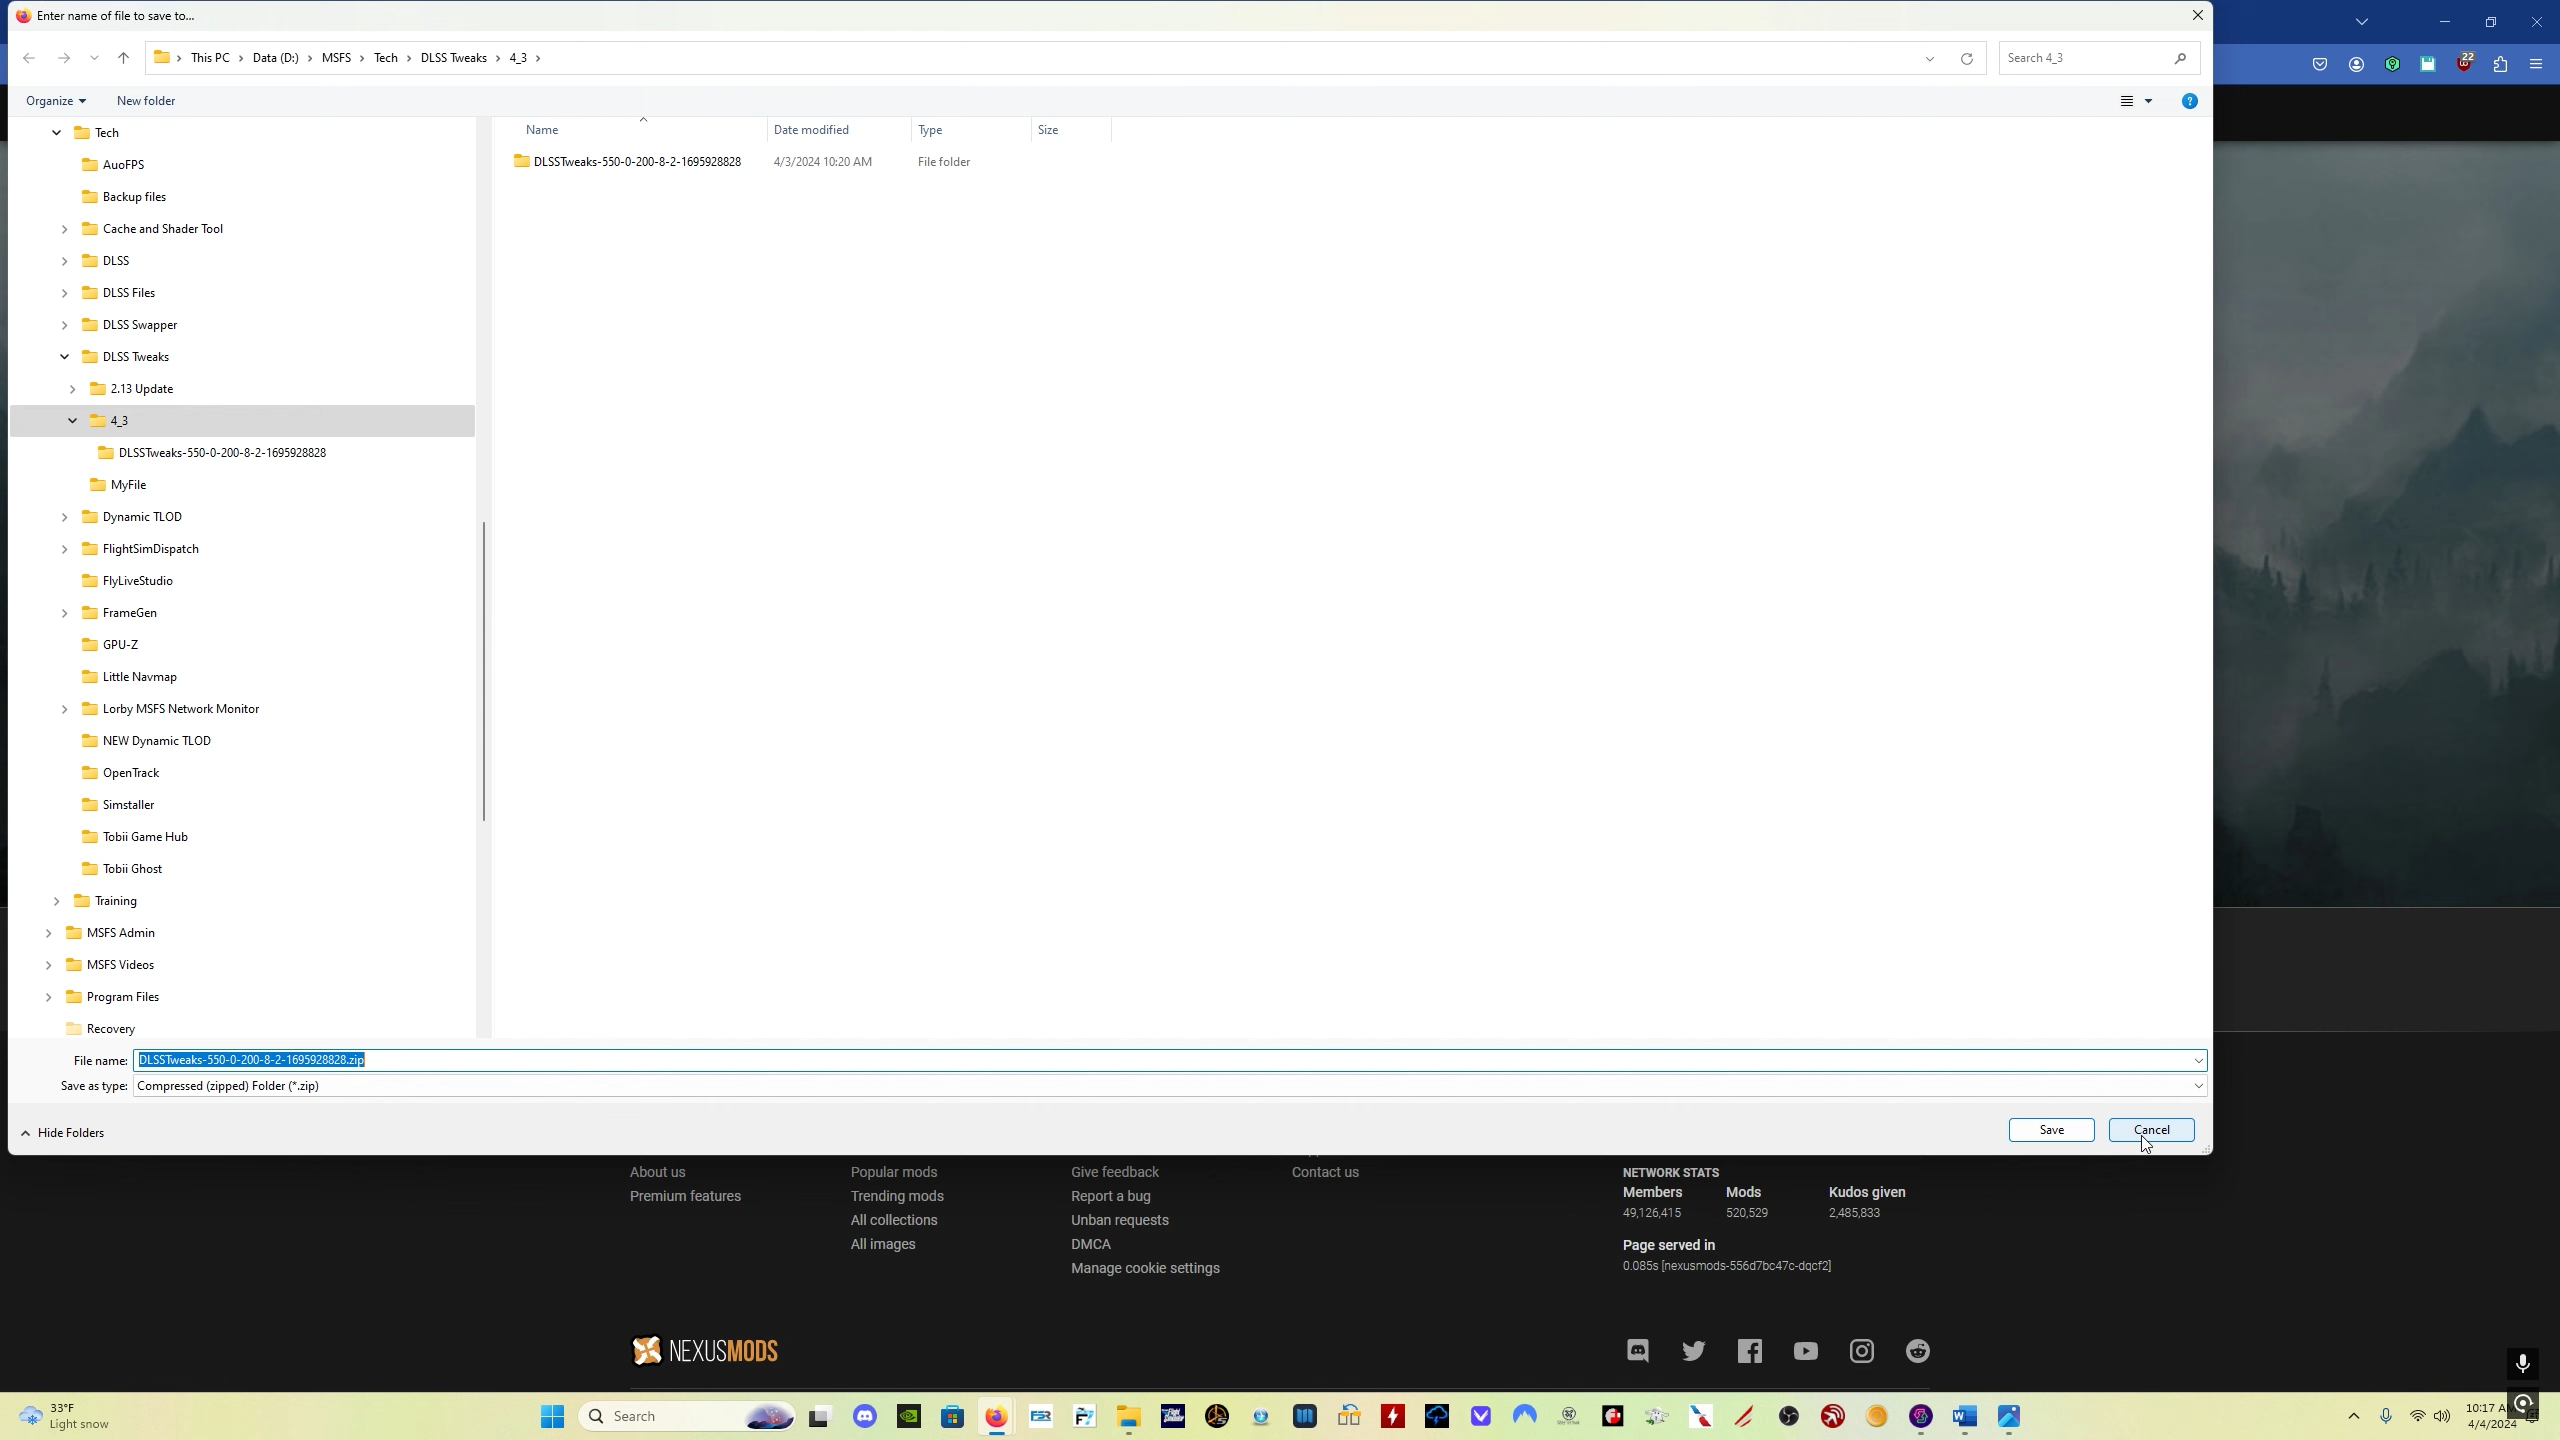 Enter name of file to save to...
This PC > Data (D:) > MSFS > Tech > DLSS Tweaks > 4_3 >
Search 4_3
22
Organize
New folder
Name
Date modified
Type
Size
DLSSTweaks-550-0-200-8-2-1695928828
4/3/2024 10:20 AM
File folder
Tech
AuoFPS
Backup files
Cache and Shader Tool
DLSS
DLSS Files
DLSS Swapper
DLSS Tweaks
2.13 Update
4_3
DLSSTweaks-550-0-200-8-2-1695928828
MyFile
Dynamic TLOD
FlightSimDispatch
FlyLiveStudio
FrameGen
GPU-Z
Little Navmap
Lorby MSFS Network Monitor
NEW Dynamic TLOD
OpenTrack
Simstaller
Tobii Game Hub
Tobii Ghost
Training
MSFS Admin
MSFS Videos
Program Files
Recovery
File name: DLSSTweaks-550-0-200-8-2-1695928828.zip
Save as type: Compressed (zipped) Folder (*.zip)
Hide Folders
Save
Cancel
About us
Premium features
Popular mods
Trending mods
All collections
All images
Give feedback
Report a bug
Unban requests
DMCA
Manage cookie settings
Contact us
NETWORK STATS
Members
Mods
Kudos given
49,126,415
520,529
2,485,833
Page served in
0.085s [nexusmods-556d7bc47c-dqcf2]
NEXUSMODS
33°F
Light snow
Search
10:17 AM
4/4/2024